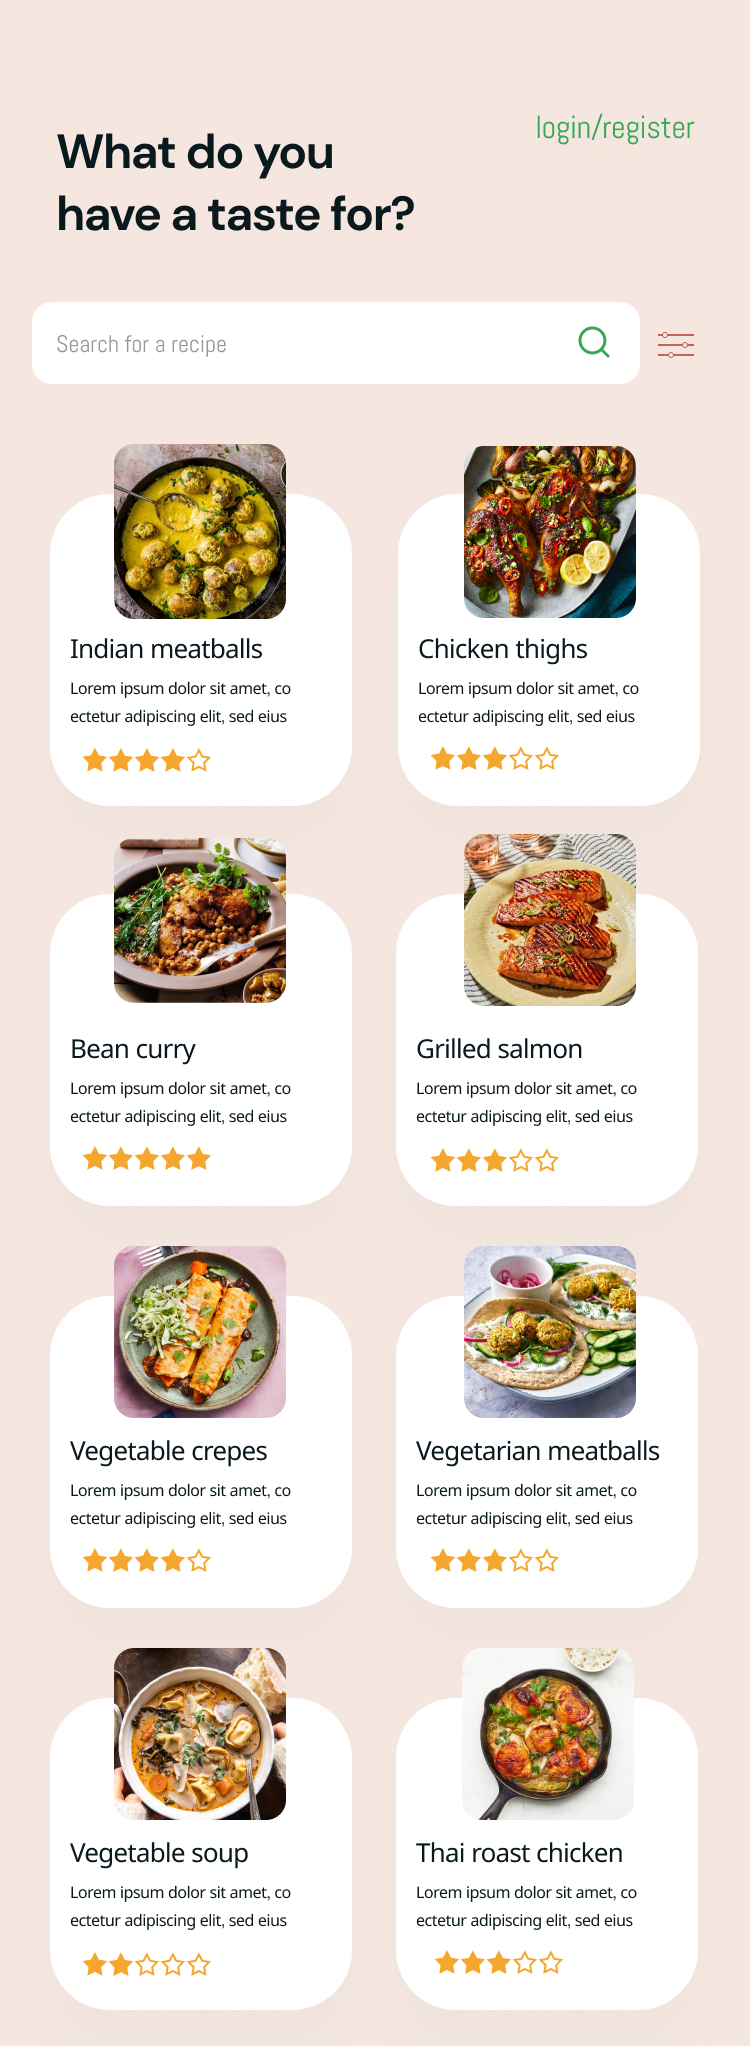 login/register
What do you
have a taste for?
Search for a recipe
Indian meatballs
Lorem ipsum dolor sit amet, co
ectetur adipiscing elit, sed eius
Chicken thighs
Lorem ipsum dolor sit amet, co
ectetur adipiscing elit, sed eius
Bean curry
Lorem ipsum dolor sit amet, co
ectetur adipiscing elit, sed eius
Grilled salmon
Lorem ipsum dolor sit amet, co
ectetur adipiscing elit, sed eius
Vegetable crepes
Lorem ipsum dolor sit amet, co
ectetur adipiscing elit, sed eius
Vegetarian meatballs
Lorem ipsum dolor sit amet, co
ectetur adipiscing elit, sed eius
Vegetable soup
Lorem ipsum dolor sit amet, co
ectetur adipiscing elit, sed eius
Thai roast chicken
Lorem ipsum dolor sit amet, co
ectetur adipiscing elit, sed eius